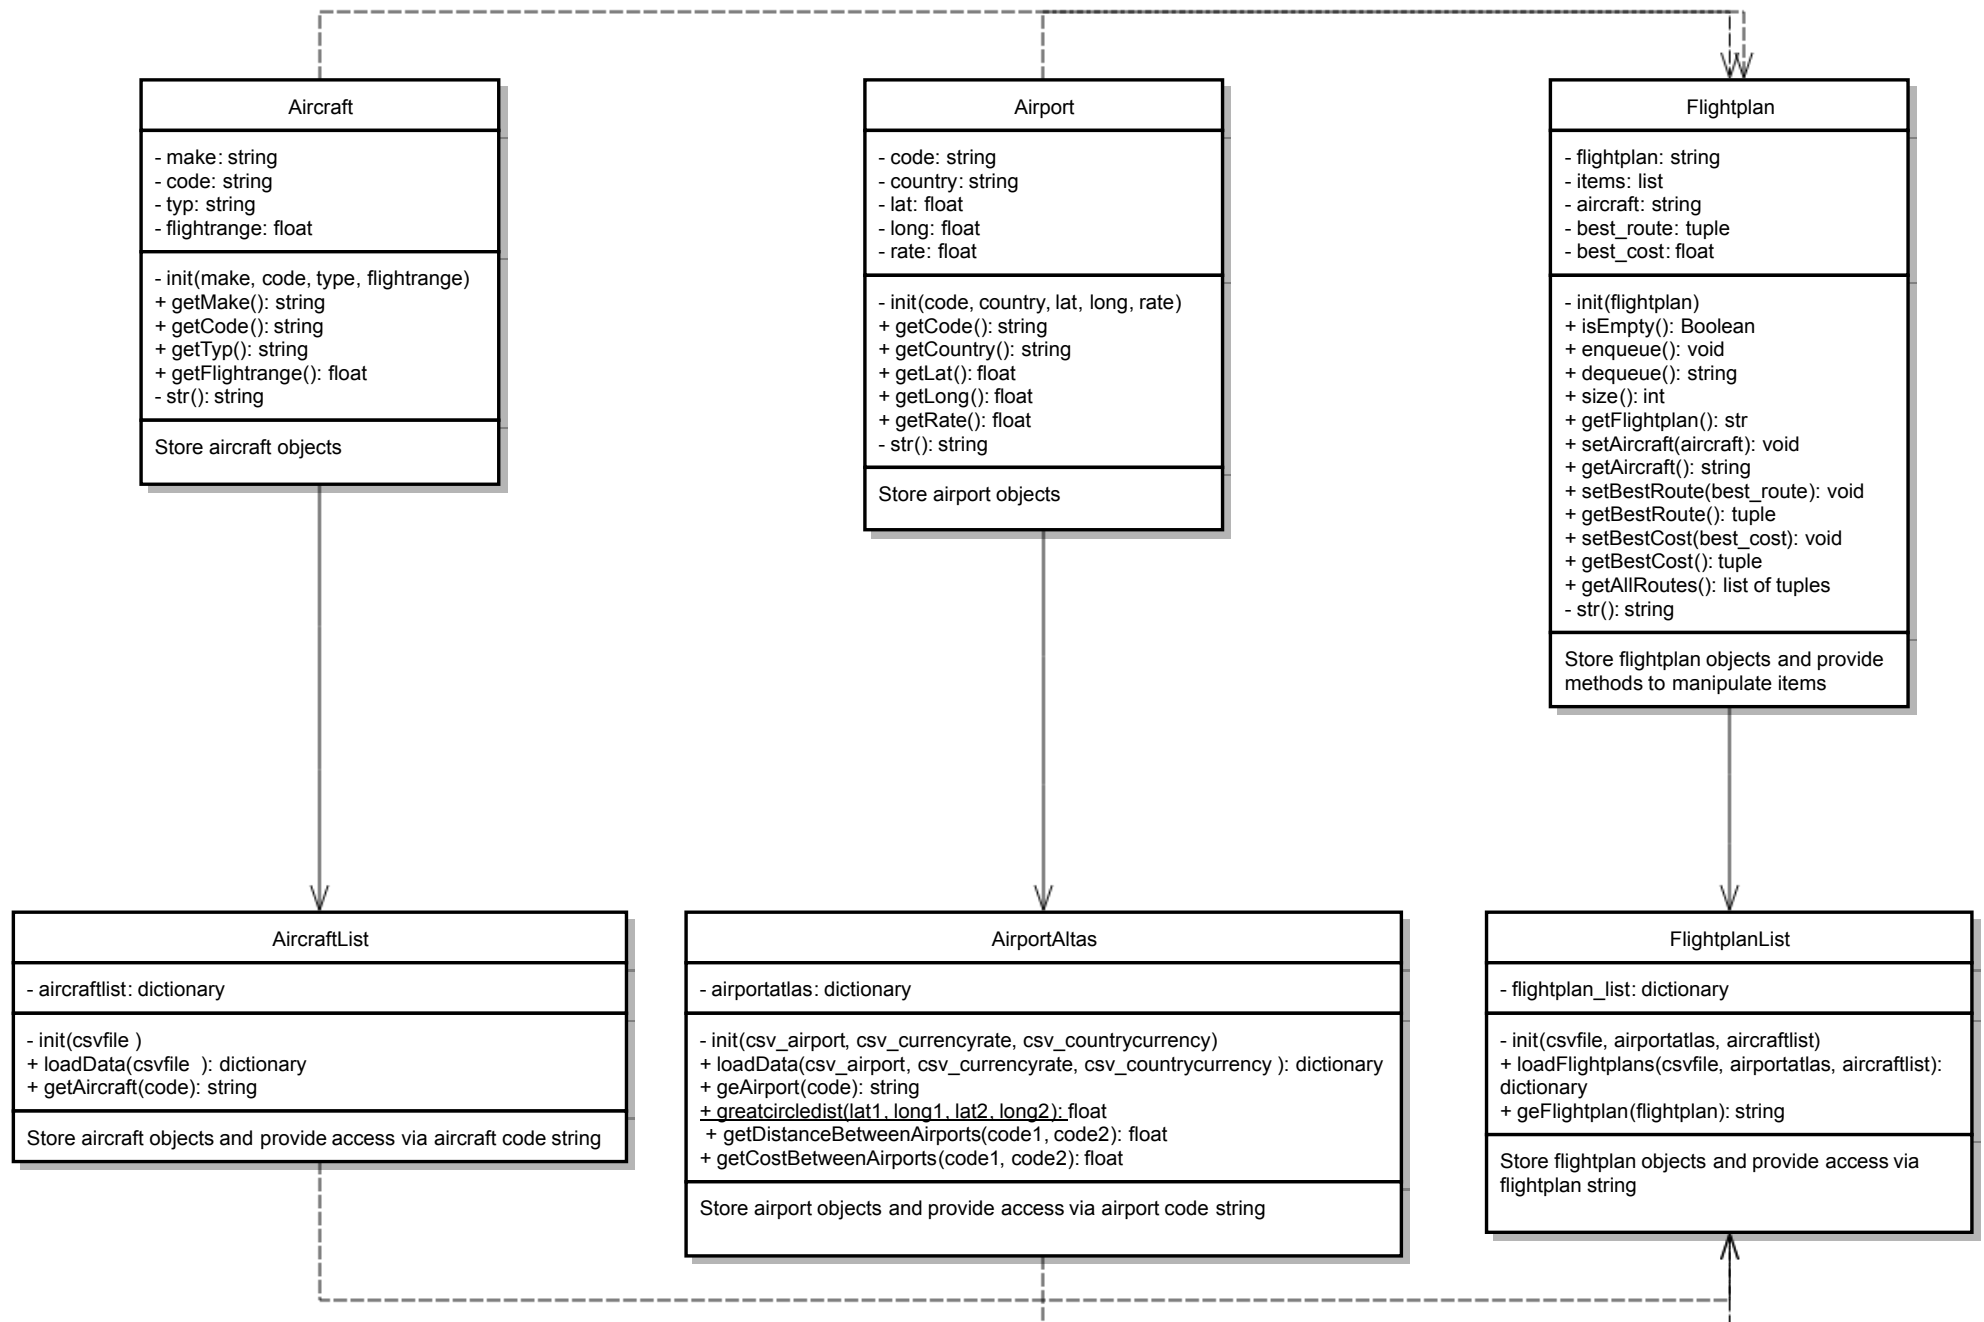 Aircraft
- make: string
- code: string
- typ: string
- flightrange: float
- init(make, code, type, flightrange)
+ getMake(): string
+ getCode(): string
+ getTyp(): string
+ getFlightrange(): float
- str(): string
Store aircraft objects
Airport
- code: string
- country: string
- lat: float
- long: float
- rate: float
- init(code, country, lat, long, rate)
+ getCode(): string
+ getCountry(): string
+ getLat(): float
+ getLong(): float
+ getRate(): float
- str(): string
Store airport objects
Flightplan
- flightplan: string
- items: list
- aircraft: string
- best_route: tuple
- best_cost: float
- init(flightplan)
+ isEmpty(): Boolean
+ enqueue(): void
+ dequeue(): string
+ size(): int
+ getFlightplan(): str
+ setAircraft(aircraft): void
+ getAircraft(): string
+ setBestRoute(best_route): void
+ getBestRoute(): tuple
+ setBestCost(best_cost): void
+ getBestCost(): tuple
+ getAllRoutes(): list of tuples
- str(): string
Store flightplan objects and provide
methods to manipulate items
AircraftList
- aircraftlist: dictionary
- init(csvfile )
+ loadData(csvfile  ): dictionary
+ getAircraft(code): string
Store aircraft objects and provide access via aircraft code string
AirportAltas
- airportatlas: dictionary
- init(csv_airport, csv_currencyrate, csv_countrycurrency)
+ loadData(csv_airport, csv_currencyrate, csv_countrycurrency ): dictionary
+ geAirport(code): string
+ greatcircledist(lat1, long1, lat2, long2): float
+ getDistanceBetweenAirports(code1, code2): float
+ getCostBetweenAirports(code1, code2): float
Store airport objects and provide access via airport code string
FlightplanList
- flightplan_list: dictionary
- init(csvfile, airportatlas, aircraftlist)
+ loadFlightplans(csvfile, airportatlas, aircraftlist):
dictionary
+ geFlightplan(flightplan): string
Store flightplan objects and provide access via
flightplan string